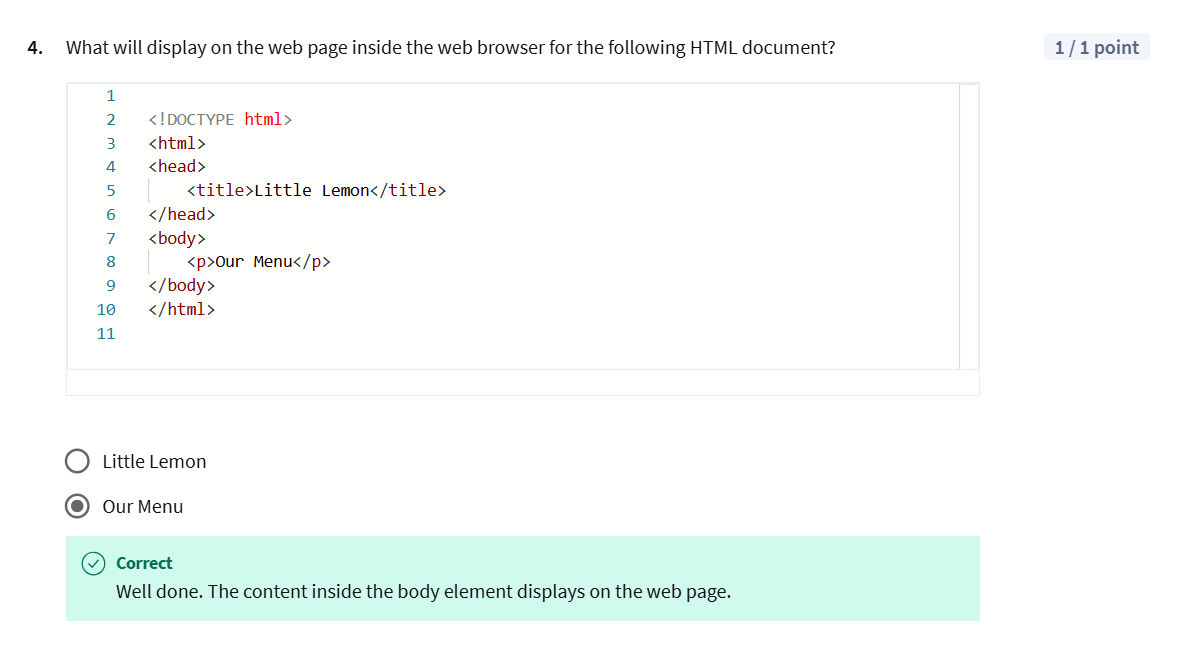 4. What will display on the web page inside the web browser for the following HTML document?
1 / 1 point
1
2 <!DOCTYPE html>
3 <html>
4 <head>
5     <title>Little Lemon</title>
6 </head>
7 <body>
8     <p>Our Menu</p>
9 </body>
10 </html>
11
Little Lemon
Our Menu
Correct
Well done. The content inside the body element displays on the web page.